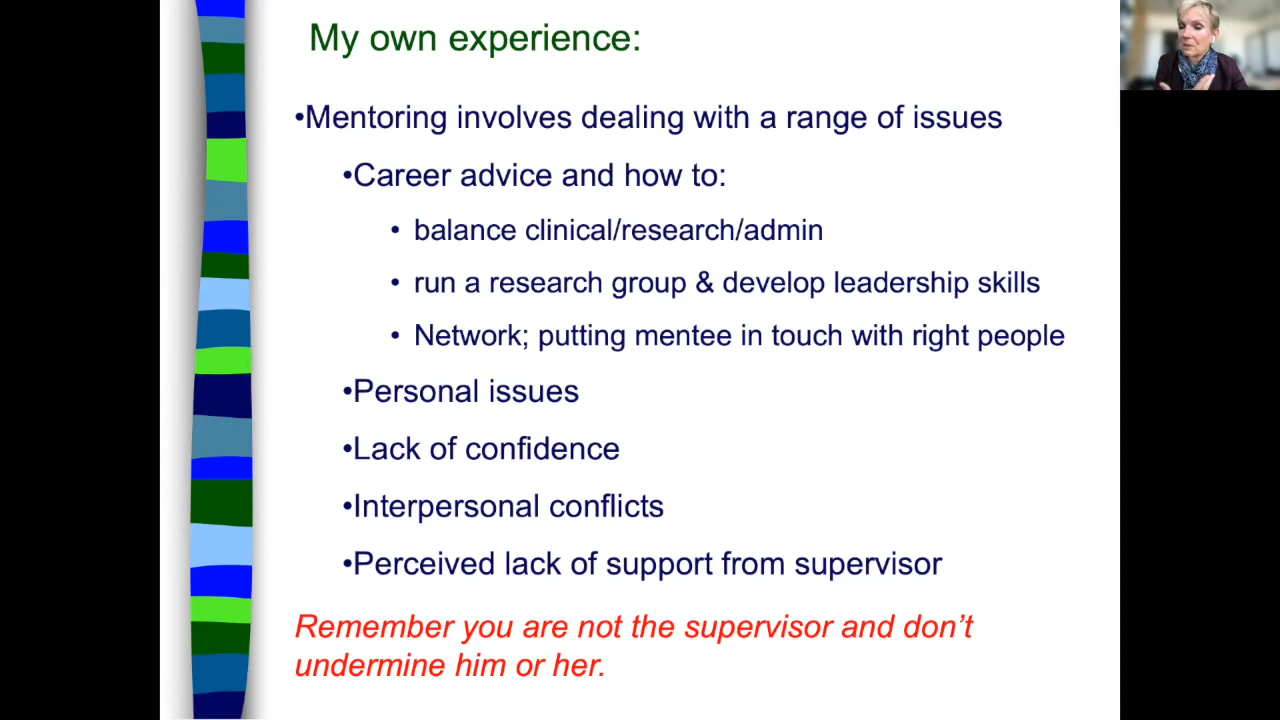 My own experience:
•Mentoring involves dealing with a range of issues
•Career advice and how to:
• balance clinical/research/admin
• run a research group & develop leadership skills
• Network; putting mentee in touch with right people
•Personal issues
•Lack of confidence
•Interpersonal conflicts
•Perceived lack of support from supervisor
Remember you are not the supervisor and don’t
undermine him or her.